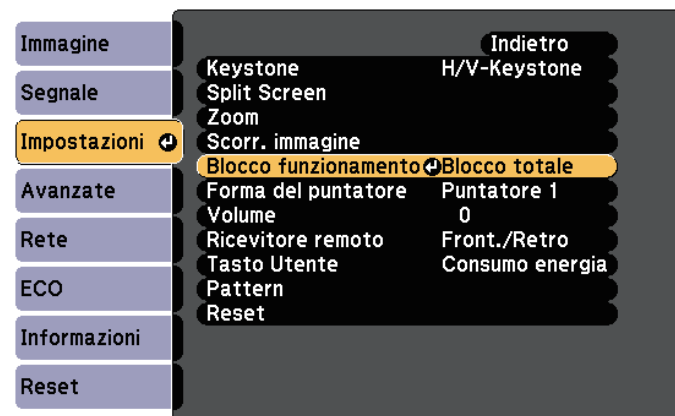 Immagine
Segnale
Impostazioni
Avanzate
Rete
ECO
Informazioni
Reset
Indietro
Keystone H/V-Keystone
Split Screen
Zoom
Scorr. immagine
Blocco funzionamento Blocco totale
Forma del puntatore Puntatore 1
Volume 0
Ricevitore remoto Front./Retro
Tasto Utente Consumo energia
Pattern
Reset